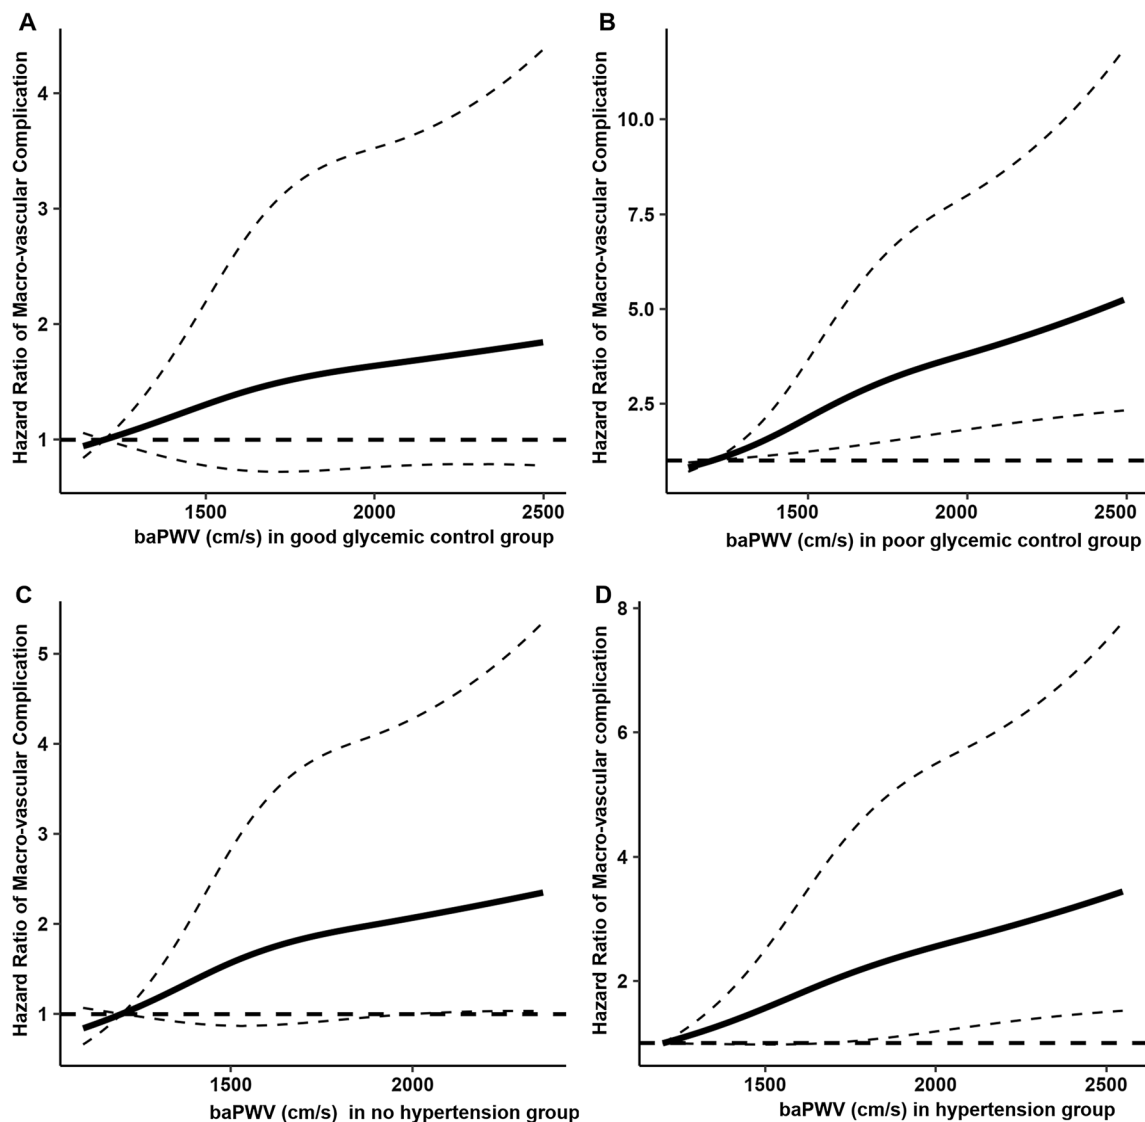 A
Hazard Ratio of Macro-vascular Complication
4
3
2
1
1500
2000
2500
baPWV (cm/s) in good glycemic control group
B
Hazard Ratio of Macro-vascular Complication
10.0
7.5
5.0
2.5
1500
2000
2500
baPWV (cm/s) in poor glycemic control group
C
Hazard Ratio of Macro-vascular Complication
5
4
3
2
1
1500
2000
baPWV (cm/s) in no hypertension group
D
Hazard Ratio of Macro-vascular complication
8
6
4
2
1500
2000
2500
baPWV (cm/s) in hypertension group